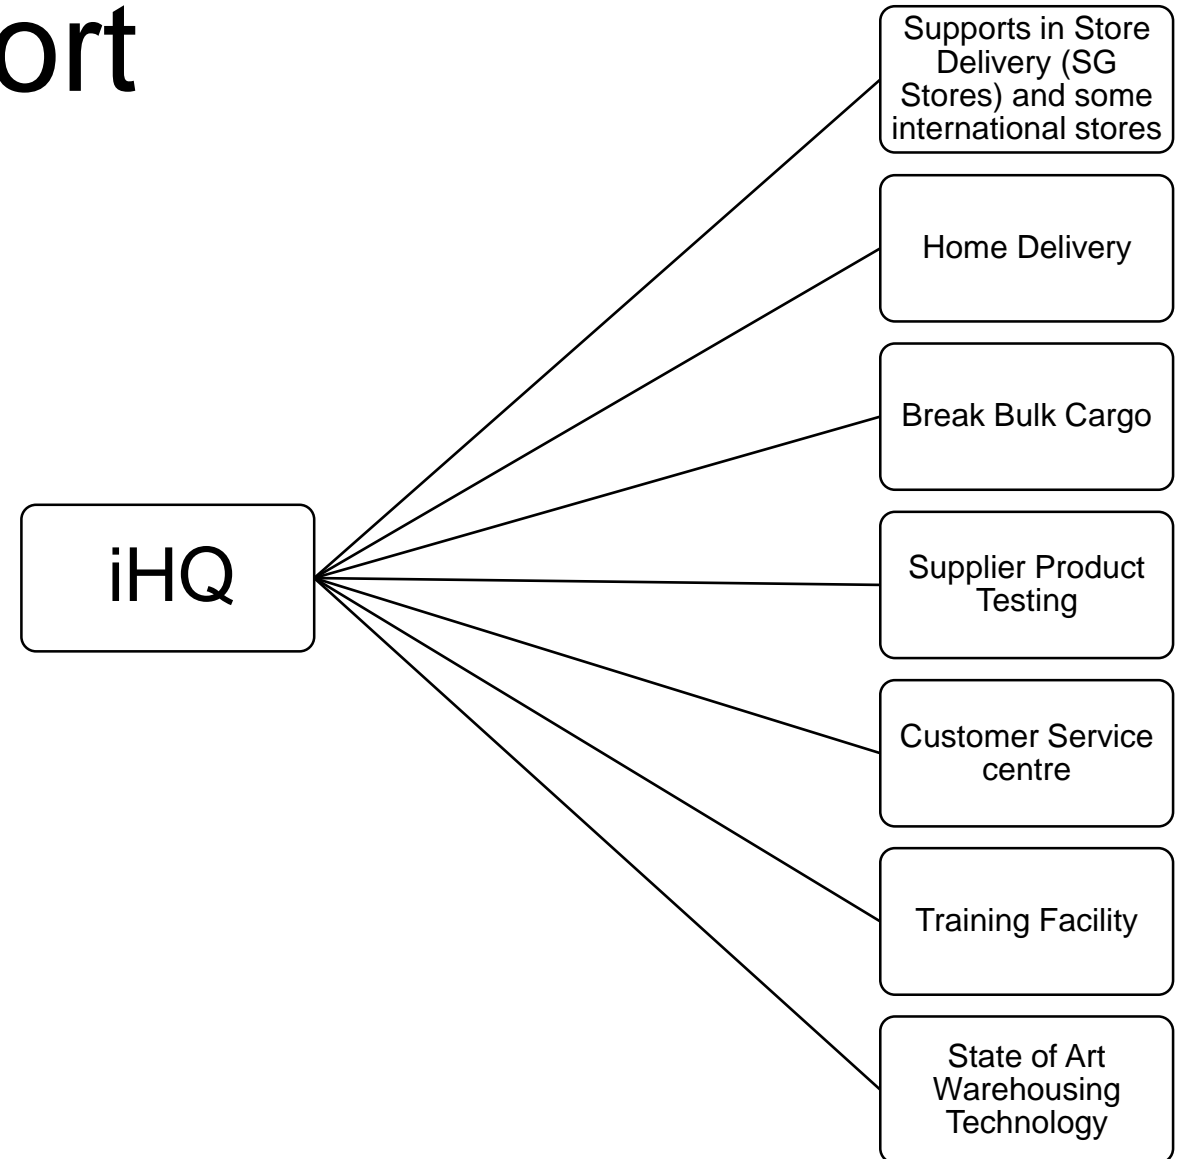 ort
Supports in Store
Delivery (SG
Stores) and some
international stores
Home Delivery
Break Bulk Cargo
iHQ
Supplier Product
Testing
Customer Service
centre
Training Facility
State of Art
Warehousing
Technology